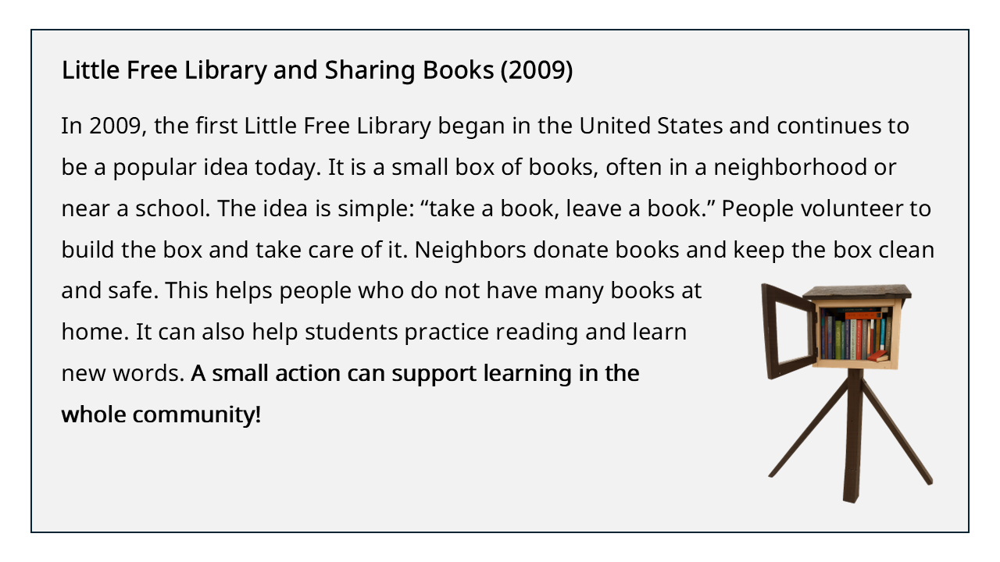 Little Free Library and Sharing Books (2009)
In 2009, the first Little Free Library began in the United States and continues to
be a popular idea today. It is a small box of books, often in a neighborhood or
near a school. The idea is simple: “take a book, leave a book.” People volunteer to
build the box and take care of it. Neighbors donate books and keep the box clean
and safe. This helps people who do not have many books at
home. It can also help students practice reading and learn
new words. A small action can support learning in the
whole community!